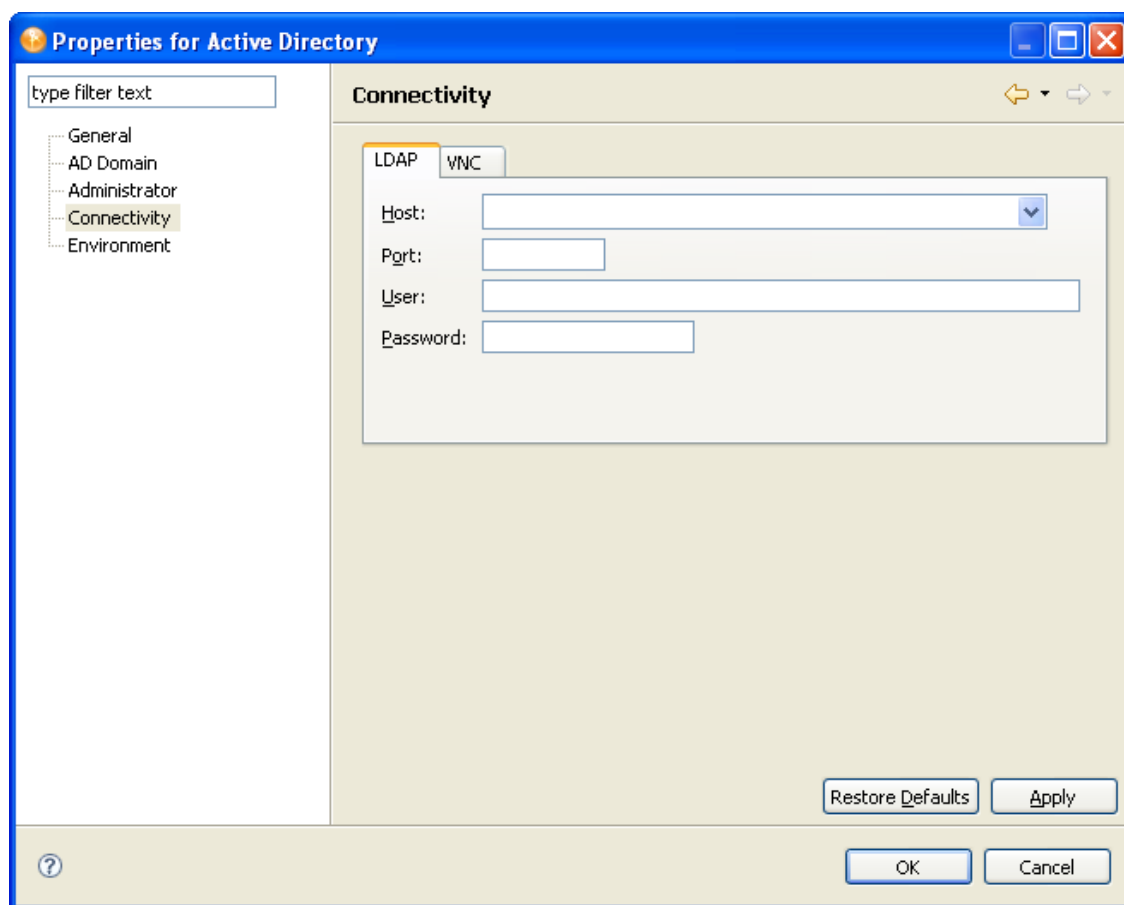 Properties for Active Directory
type filter text
General
AD Domain
Administrator
Connectivity
Environment
Connectivity
LDAP VNC
Host:
Port:
User:
Password:
Restore Defaults Apply
OK Cancel